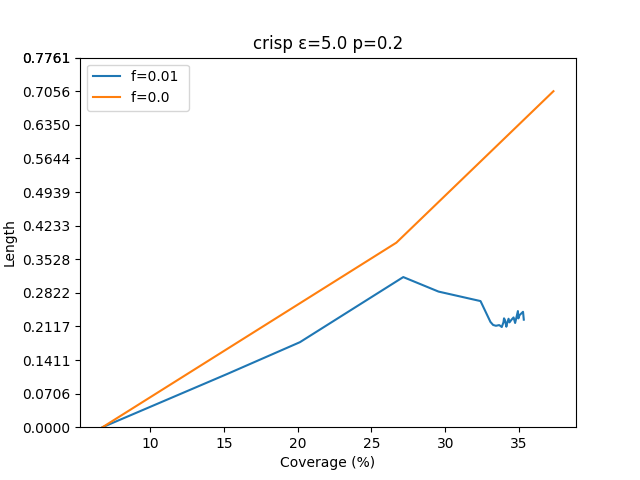 crisp ε=5.0 p=0.2
f=0.01
f=0.0
0.7761
0.7056
0.6350
0.5644
0.4939
0.4233
0.3528
0.2822
0.2117
0.1411
0.0706
0.0000
Length
10 15 20 25 30 35
Coverage (%)